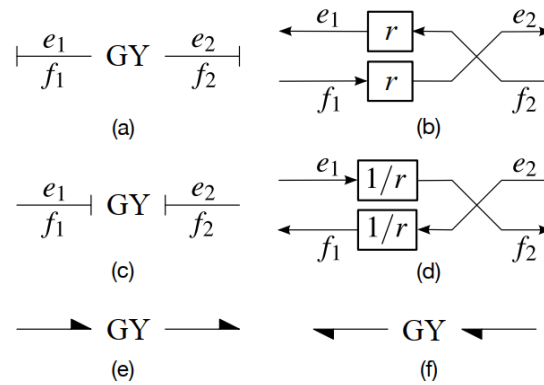 e₁ GY e₂
f₁ f₂
(a)
e₁ r e₂
f₁ r f₂
(b)
e₁ GY e₂
f₁ f₂
(c)
e₁ 1/r e₂
f₁ 1/r f₂
(d)
GY
(e)
GY
(f)